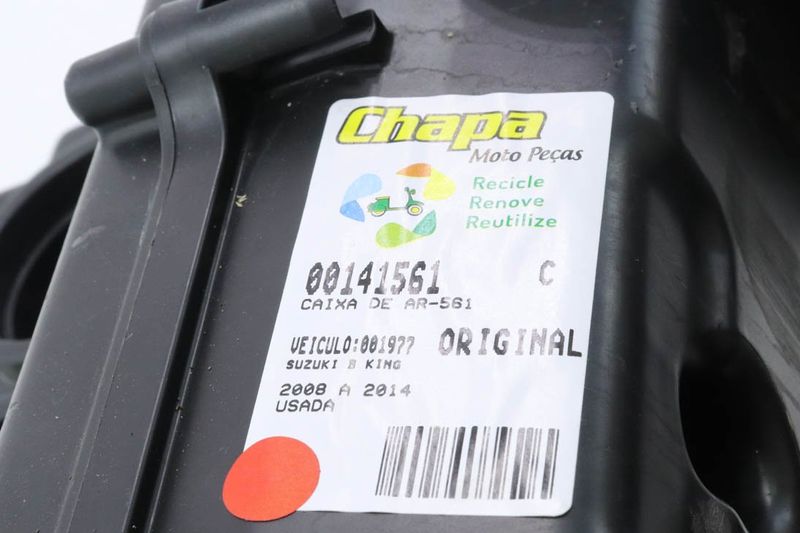 Chapa
Moto Peças
Recicle
Renove
Reutilize
00141561 C
CAIXA DE AR-561
VEICULO:001977 ORIGINAL
SUZUKI B KING
2008 A 2014
USADA